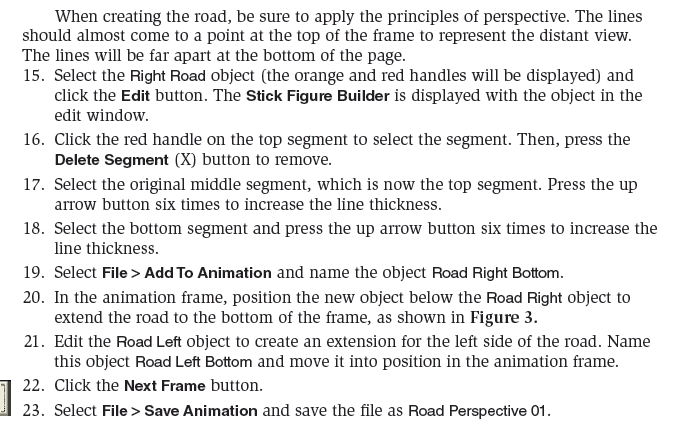 When creating the road, be sure to apply the principles of perspective. The lines
should almost come to a point at the top of the frame to represent the distant view.
The lines will be far apart at the bottom of the page.
15. Select the Right Road object (the orange and red handles will be displayed) and
click the Edit button. The Stick Figure Builder is displayed with the object in the
edit window.
16. Click the red handle on the top segment to select the segment. Then, press the
Delete Segment (X) button to remove.
17. Select the original middle segment, which is now the top segment. Press the up
arrow button six times to increase the line thickness.
18. Select the bottom segment and press the up arrow button six times to increase the
line thickness.
19. Select File > Add To Animation and name the object Road Right Bottom.
20. In the animation frame, position the new object below the Road Right object to
extend the road to the bottom of the frame, as shown in Figure 3.
21. Edit the Road Left object to create an extension for the left side of the road. Name
this object Road Left Bottom and move it into position in the animation frame.
22. Click the Next Frame button.
23. Select File > Save Animation and save the file as Road Perspective 01.